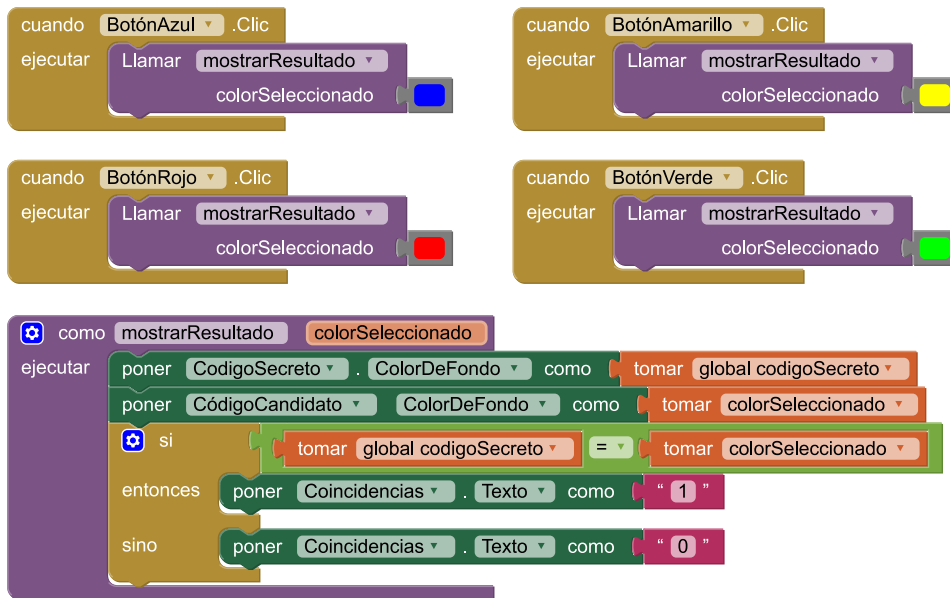 cuando BotónAzul .Clic
ejecutar Llamar mostrarResultado
colorSeleccionado
cuando BotónAmarillo .Clic
ejecutar Llamar mostrarResultado
colorSeleccionado
cuando BotónRojo .Clic
ejecutar Llamar mostrarResultado
colorSeleccionado
cuando BotónVerde .Clic
ejecutar Llamar mostrarResultado
colorSeleccionado
como mostrarResultado colorSeleccionado
ejecutar poner CodigoSecreto . ColorDeFondo como tomar global codigoSecreto
poner CódigoCandidato ColorDeFondo como tomar colorSeleccionado
si tomar global codigoSecreto = tomar colorSeleccionado
entonces poner Coincidencias . Texto como “ 1 ”
sino poner Coincidencias . Texto como “ 0 ”